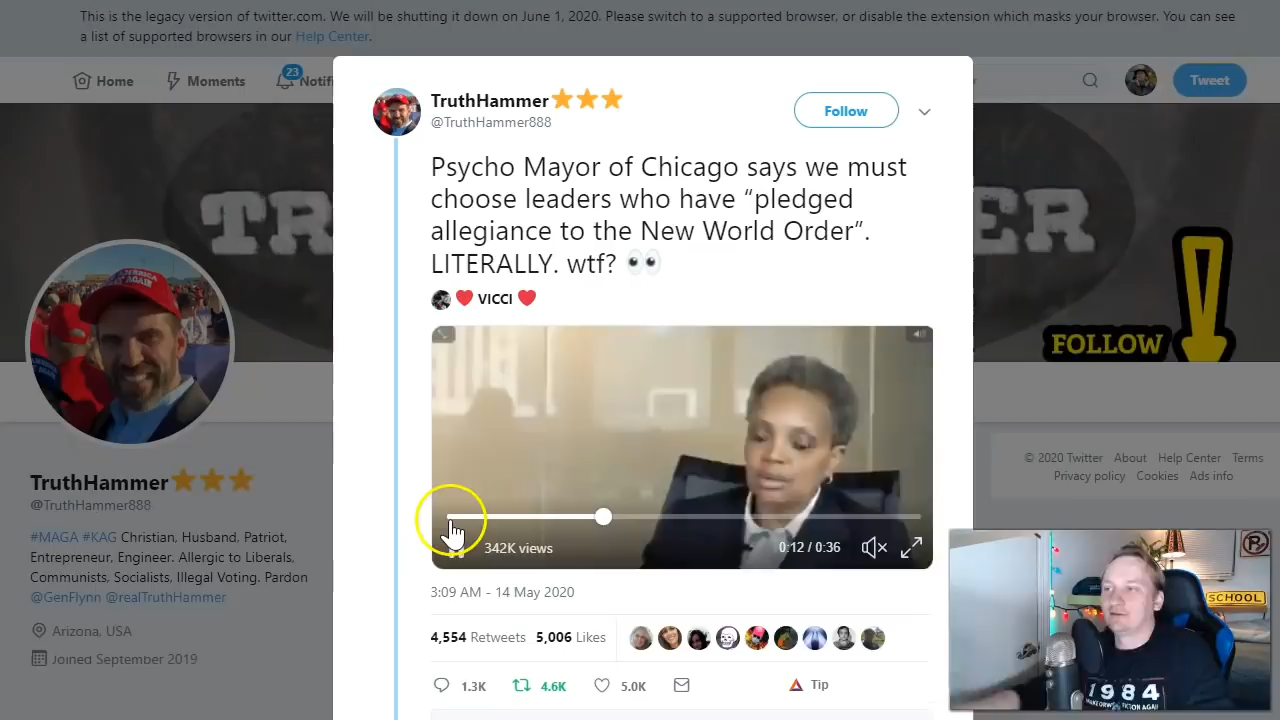 This is the legacy version of twitter.com. We will be shutting it down on June 1, 2020. Please switch to a supported browser, or disable the extension which masks your browser. You can see
a list of supported browsers in our Help Center.
Home
Moments
23
Notifi
Tweet
TruthHammer
@TruthHammer888
Follow
Psycho Mayor of Chicago says we must
choose leaders who have “pledged
allegiance to the New World Order”.
LITERALLY. wtf?
VICCI
342K views
0:12 / 0:36
3:09 AM - 14 May 2020
4,554 Retweets 5,006 Likes
1.3K
4.6K
5.0K
Tip
TR
ER
FOLLOW
TruthHammer
@TruthHammer888
#MAGA #KAG Christian, Husband, Patriot,
Entrepreneur, Engineer. Allergic to Liberals,
Communists, Socialists, Illegal Voting. Pardon
@GenFlynn @realTruthHammer
Arizona, USA
Joined September 2019
© 2020 Twitter About Help Center Terms
Privacy policy Cookies Ads info
P
SCHOOL
1984
FICTION AGAIN